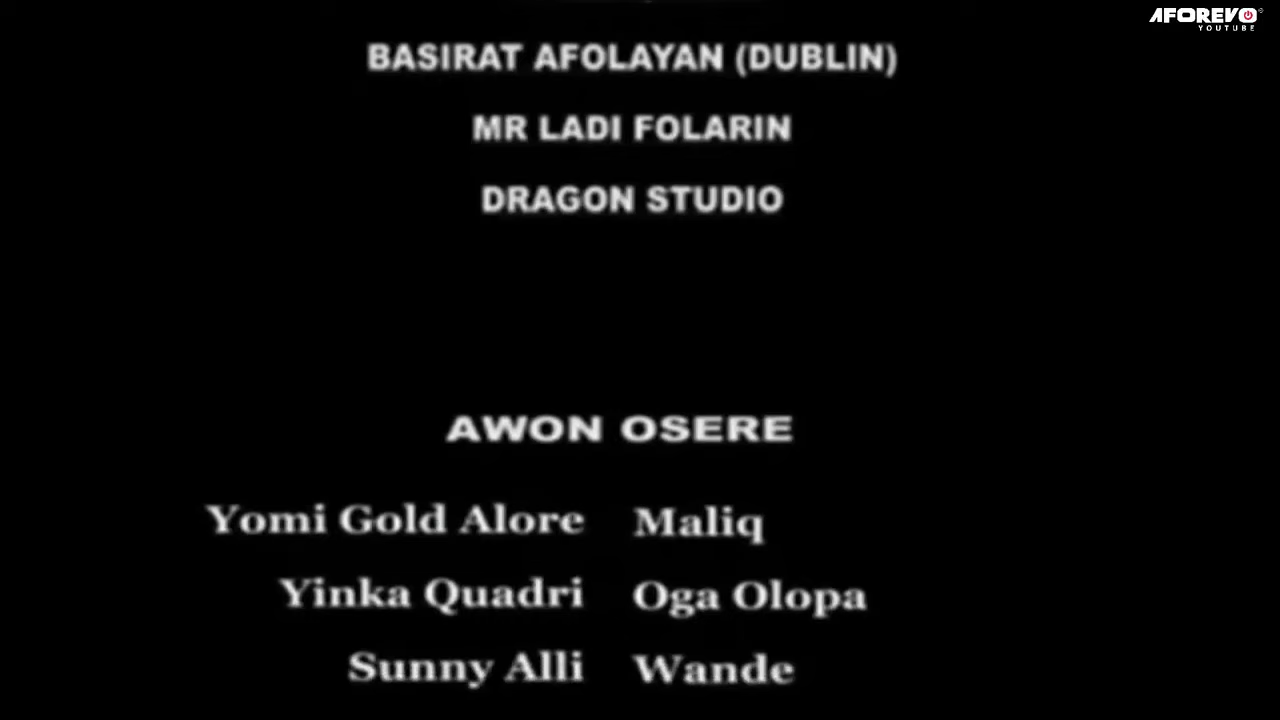 AFOREVO
YOUTUBE
BASIRAT AFOLAYAN (DUBLIN)
MR LADI FOLARIN
DRAGON STUDIO
AWON OSERE
Yomi Gold Alore Maliq
Yinka Quadri Oga Olopa
Sunny Alli Wande